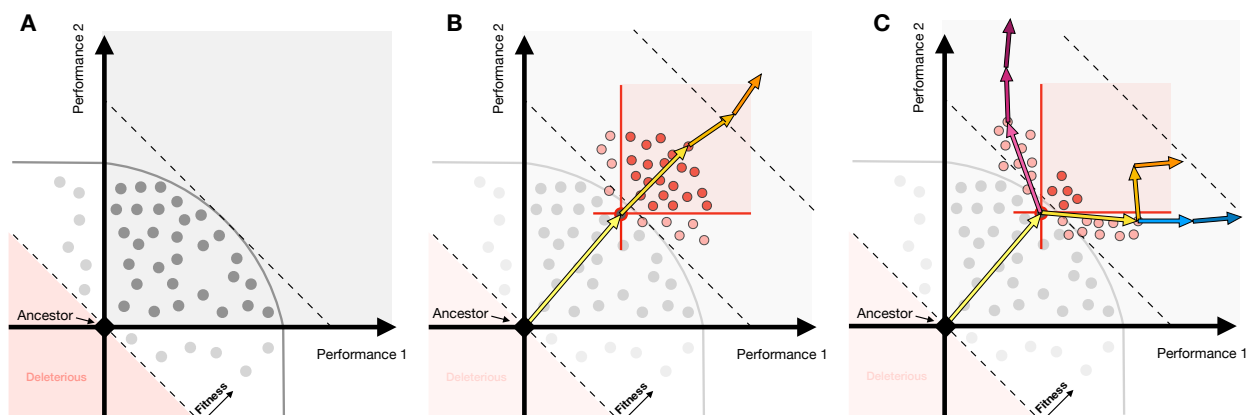 A
Performance 2
Ancestor
Performance 1
Deleterious
Fitness
B
Performance 2
Ancestor
Performance 1
Deleterious
Fitness
C
Performance 2
Ancestor
Performance 1
Deleterious
Fitness